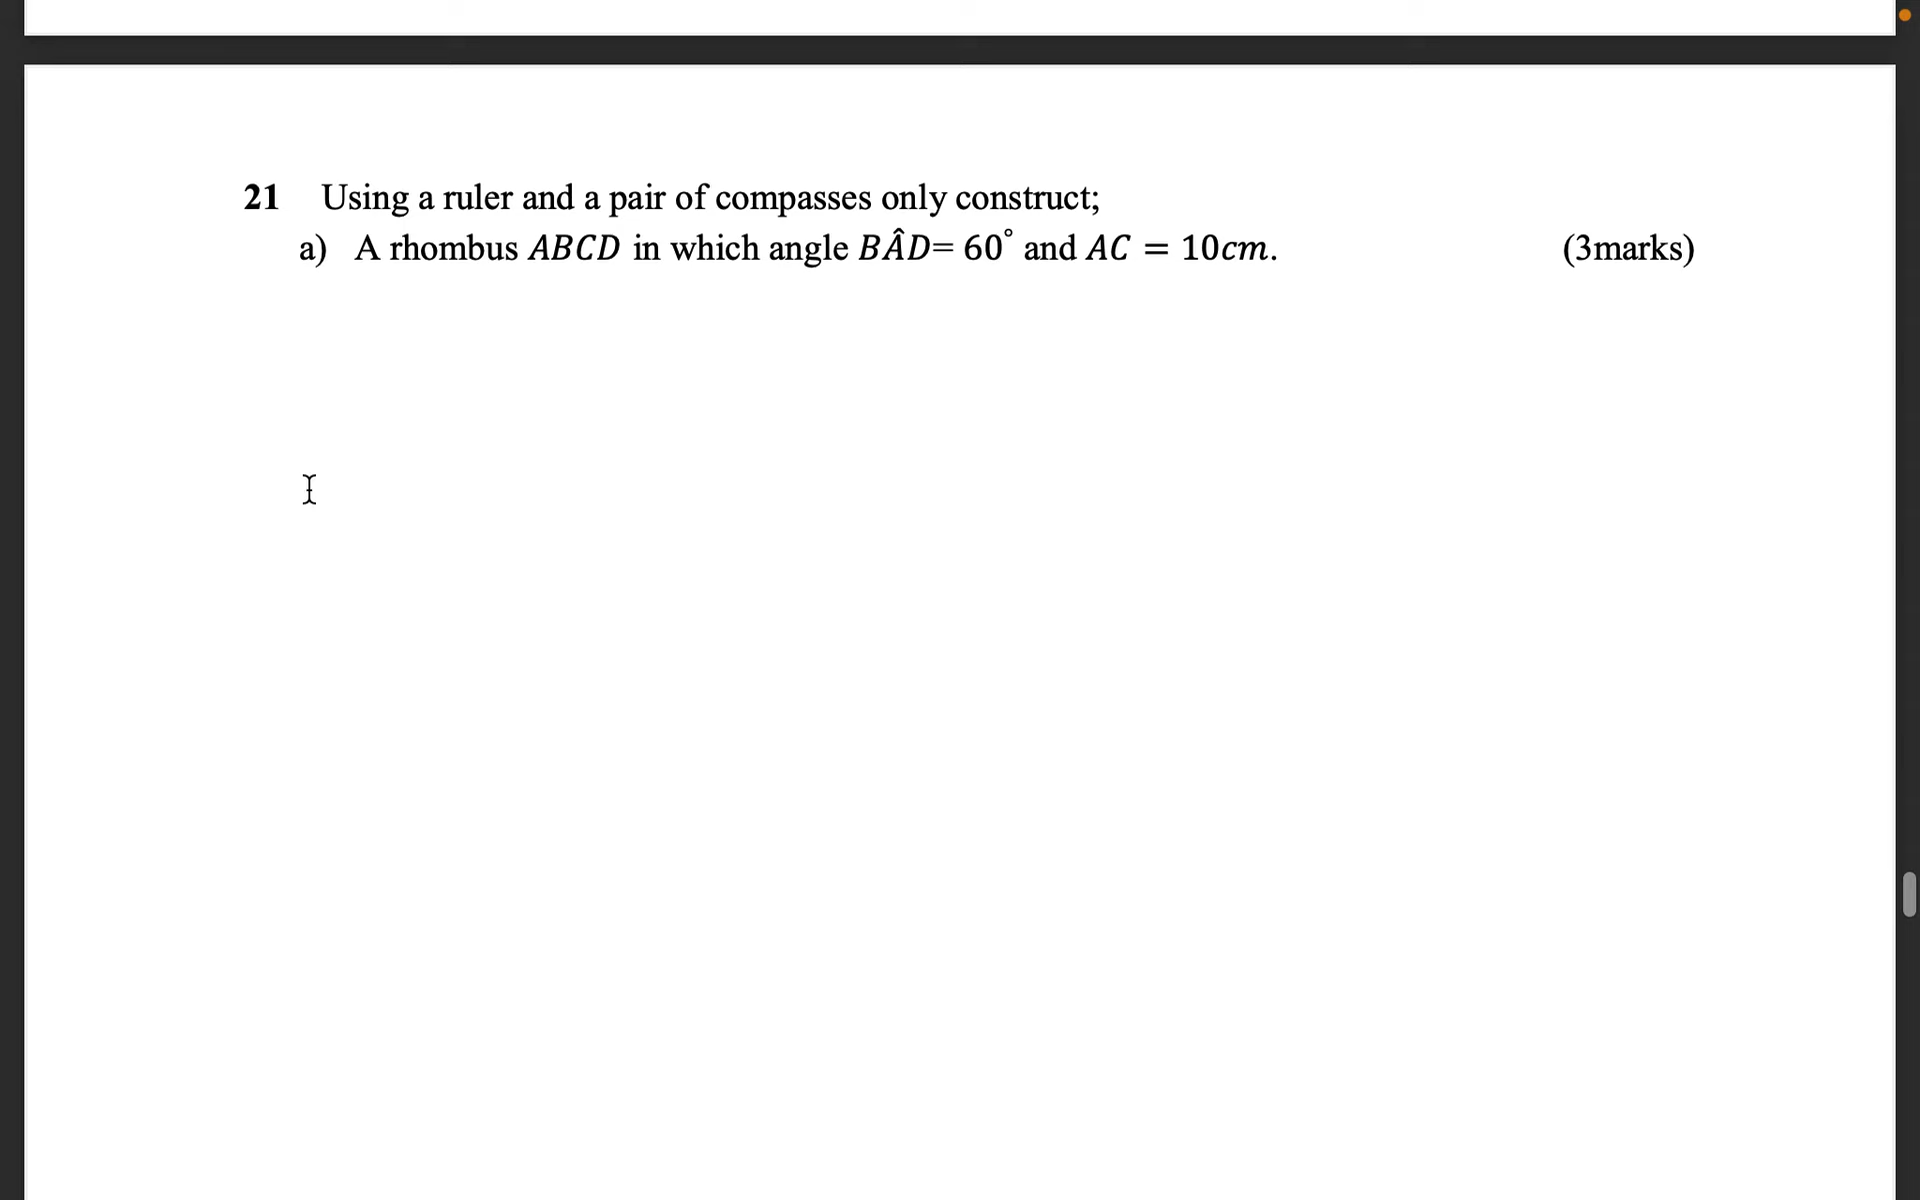 21 Using a ruler and a pair of compasses only construct;
a) A rhombus ABCD in which angle BÂD= 60° and AC = 10cm. (3marks)